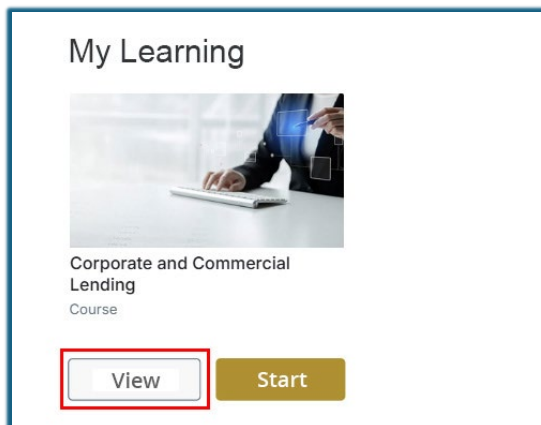 My Learning
Corporate and Commercial
Lending
Course
View
Start